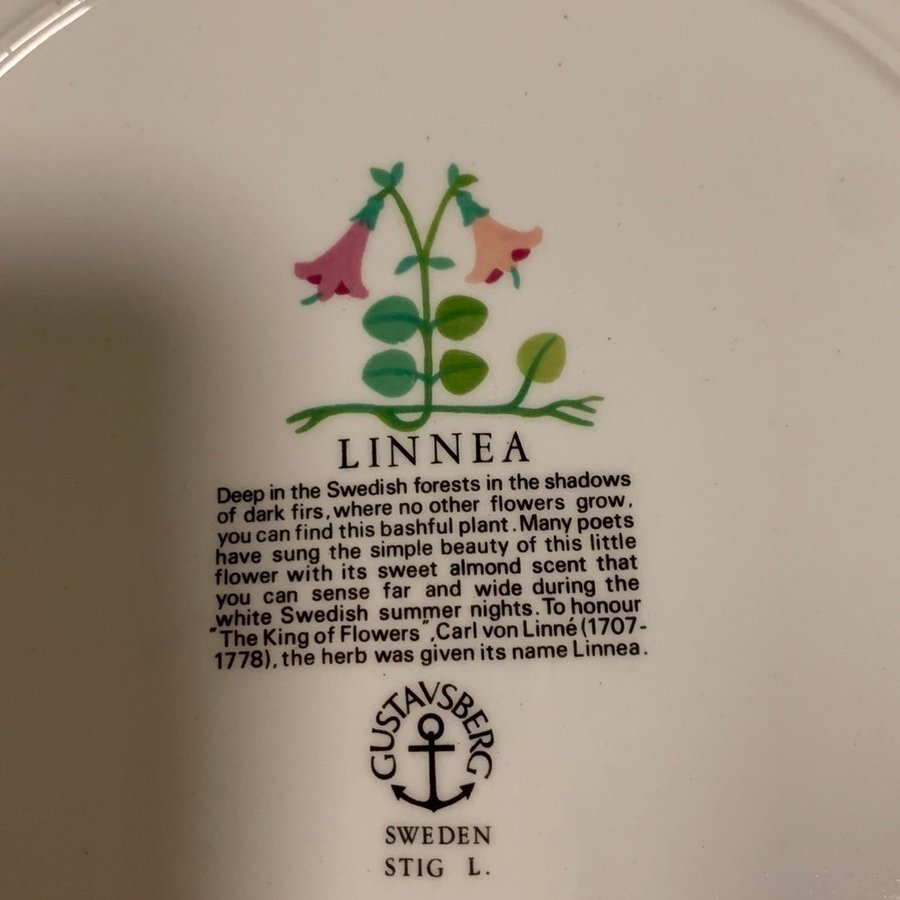 LINNEA
Deep in the Swedish forests in the shadows
of dark firs, where no other flowers grow,
you can find this bashful plant. Many poets
have sung the simple beauty of this little
flower with its sweet almond scent that
you can sense far and wide during the
white Swedish summer nights. To honour
"The King of Flowers", Carl von Linné (1707-
1778), the herb was given its name Linnea.
GUSTAVSBERG
SWEDEN
STIG L.